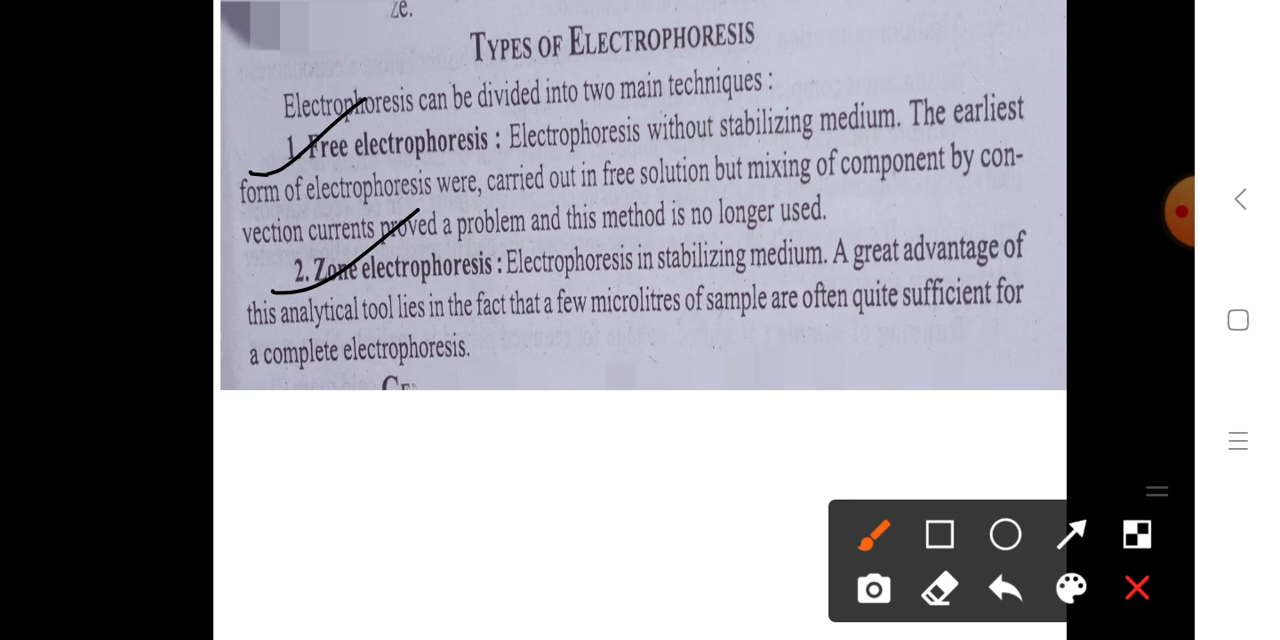 ze.
TYPES OF ELECTROPHORESIS
Electrophoresis can be divided into two main techniques :
1. Free electrophoresis : Electrophoresis without stabilizing medium. The earliest
form of electrophoresis were, carried out in free solution but mixing of component by con-
vection currents proved a problem and this method is no longer used.
2. Zone electrophoresis : Electrophoresis in stabilizing medium. A great advantage of
this analytical tool lies in the fact that a few microlitres of sample are often quite sufficient for
a complete electrophoresis.